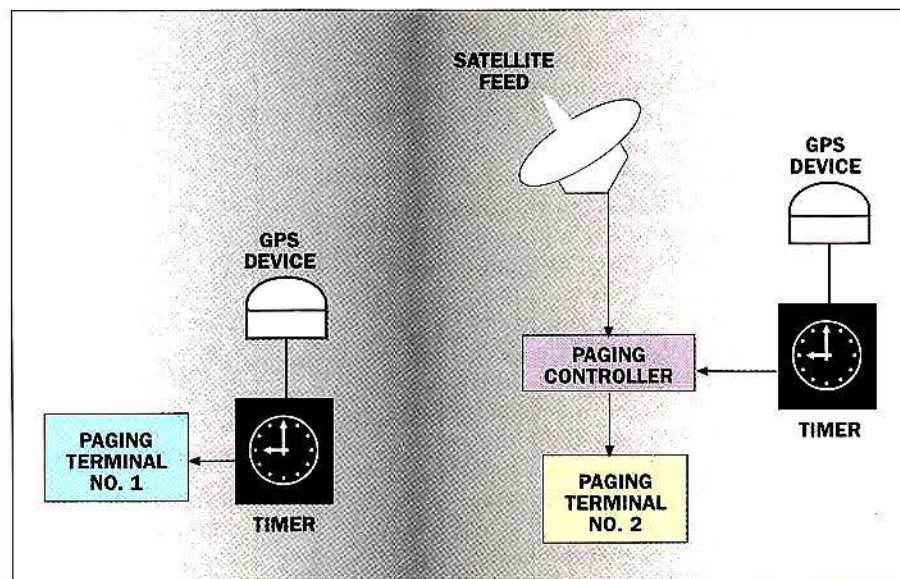 SATELLITE
FEED
GPS
DEVICE
GPS
DEVICE
PAGING
CONTROLLER
TIMER
PAGING
TERMINAL
NO. 1
TIMER
PAGING
TERMINAL
NO. 2